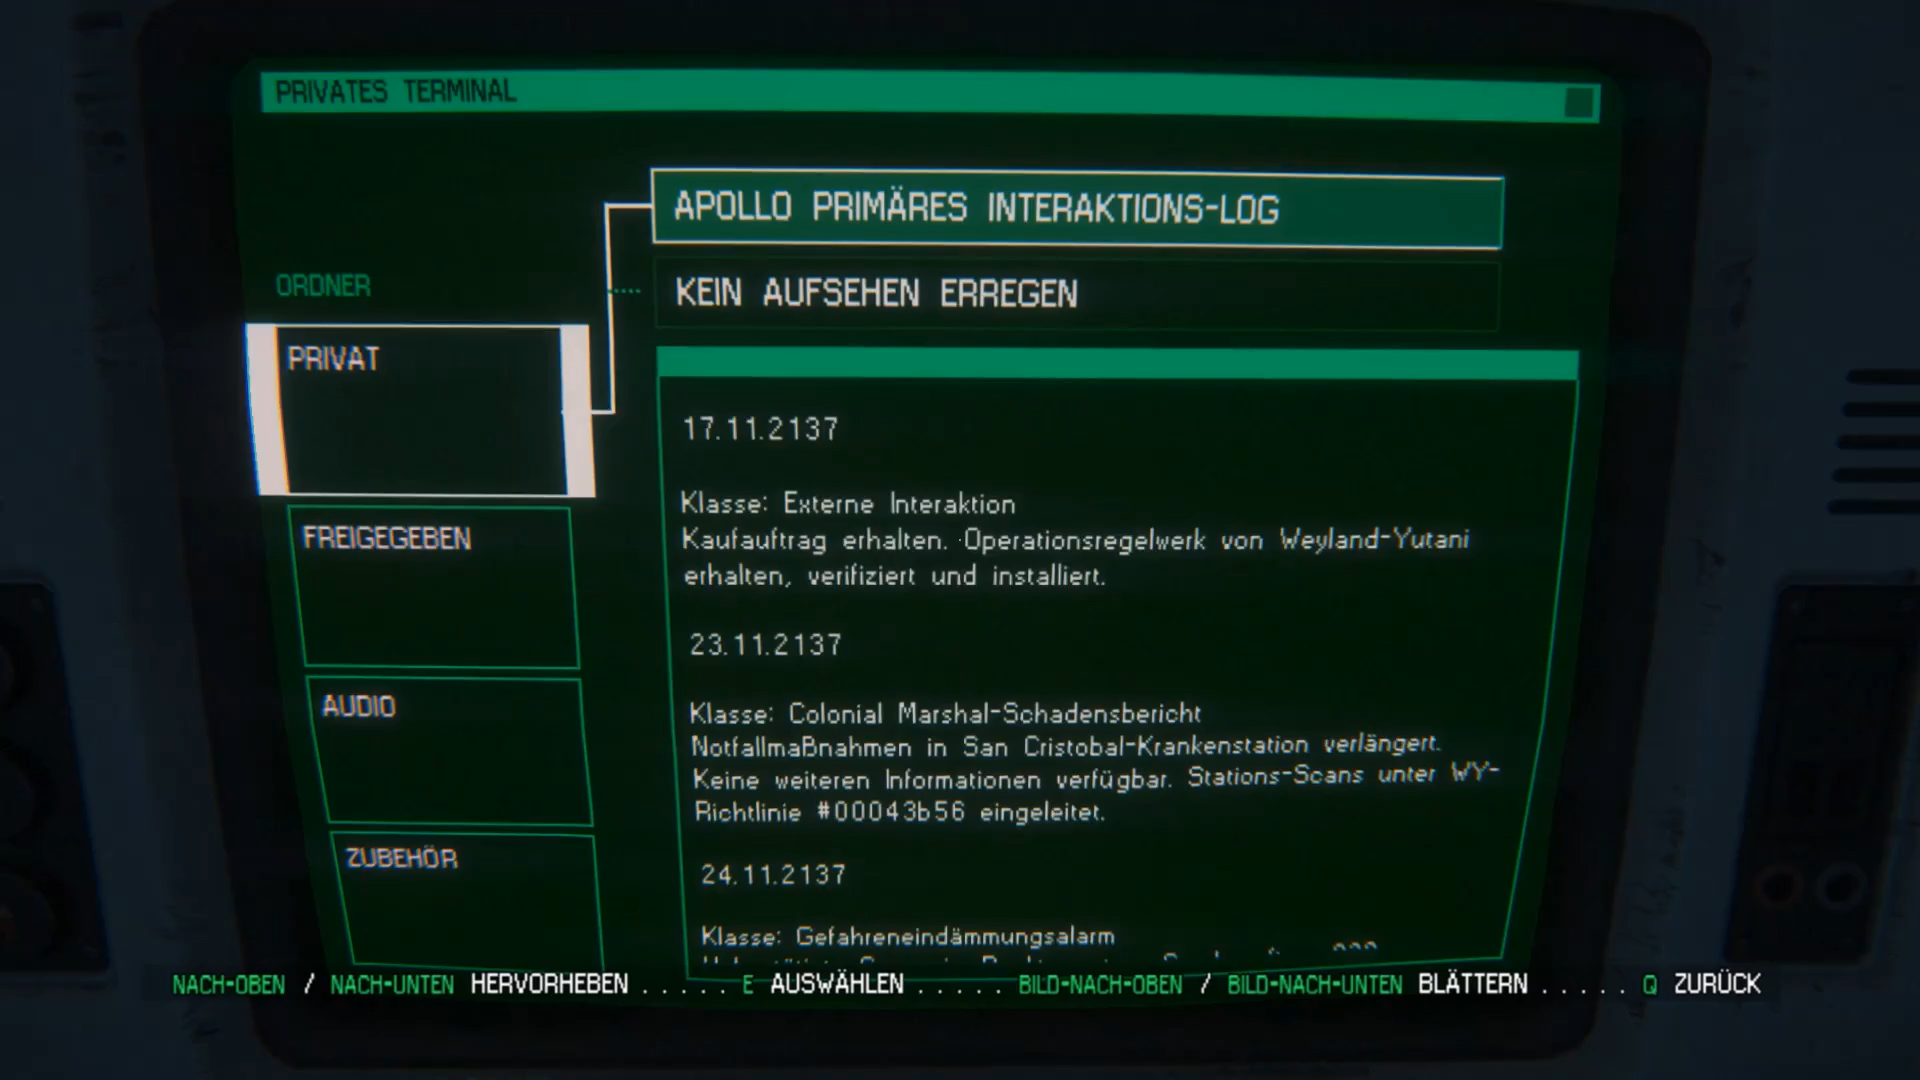 PRIVATES TERMINAL
APOLLO PRIMÄRES INTERAKTIONS-LOG
KEIN AUFSEHEN ERREGEN
ORDNER
PRIVAT
FREIGEGEBEN
AUDIO
ZUBEHÖR
17.11.2137
Klasse: Externe Interaktion
Kaufauftrag erhalten. Operationsregelwerk von Weyland-Yutani
erhalten, verifiziert und installiert.
23.11.2137
Klasse: Colonial Marshal-Schadensbericht
Notfallmaßnahmen in San Cristobal-Krankenstation verlängert.
Keine weiteren Informationen verfügbar. Stations-Scans unter WY-
Richtlinie #00043b56 eingeleitet.
24.11.2137
Klasse: Gefahreneindämmungsalarm
NACH-OBEN / NACH-UNTEN HERVORHEBEN ..... E AUSWÄHLEN ..... BILD-NACH-OBEN / BILD-NACH-UNTEN BLÄTTERN ..... Q ZURÜCK